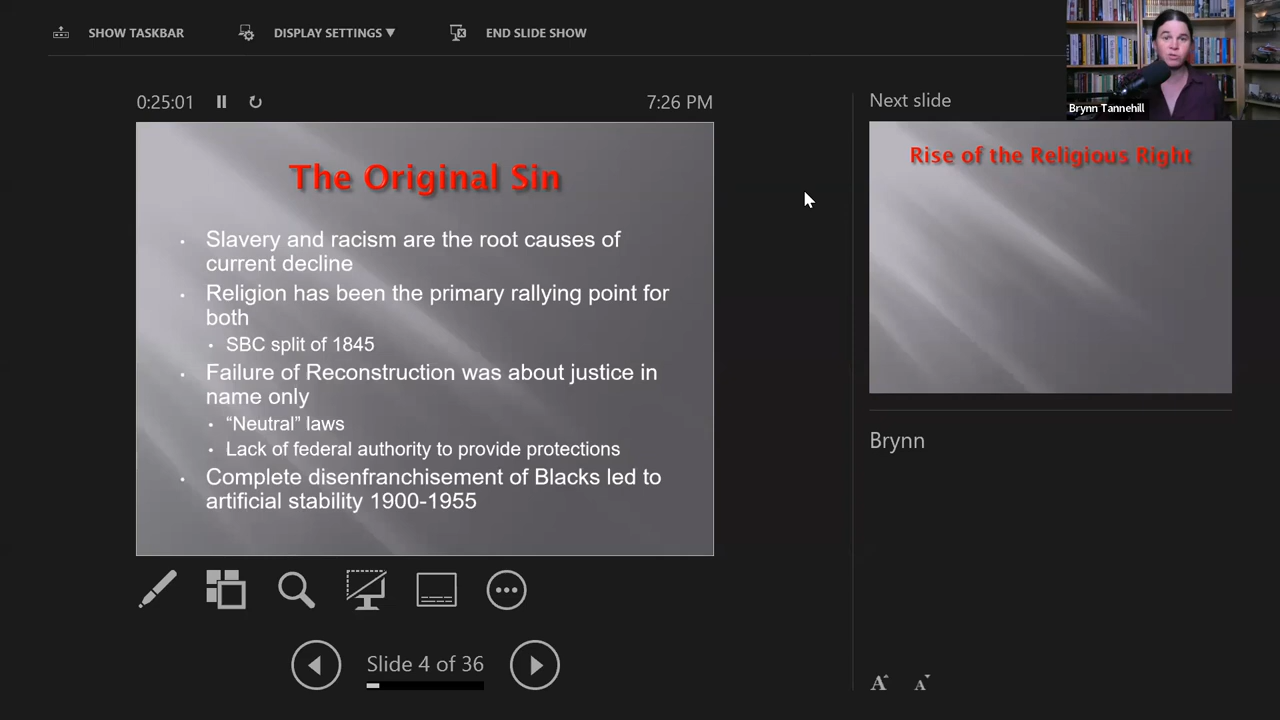 SHOW TASKBAR
DISPLAY SETTINGS ▼
END SLIDE SHOW
Brynn Tannehill
0:25:01
7:26 PM
Next slide
The Original Sin
• Slavery and racism are the root causes of
current decline
• Religion has been the primary rallying point for
both
• SBC split of 1845
• Failure of Reconstruction was about justice in
name only
• “Neutral” laws
• Lack of federal authority to provide protections
• Complete disenfranchisement of Blacks led to
artificial stability 1900-1955
Rise of the Religious Right
Brynn
Slide 4 of 36
A A